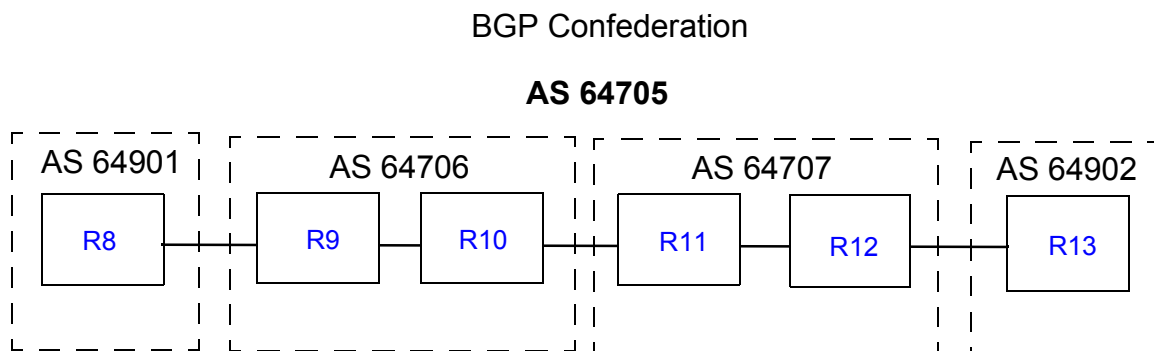 BGP Confederation
AS 64705
AS 64901
AS 64706
AS 64707
AS 64902
R8
R9
R10
R11
R12
R13